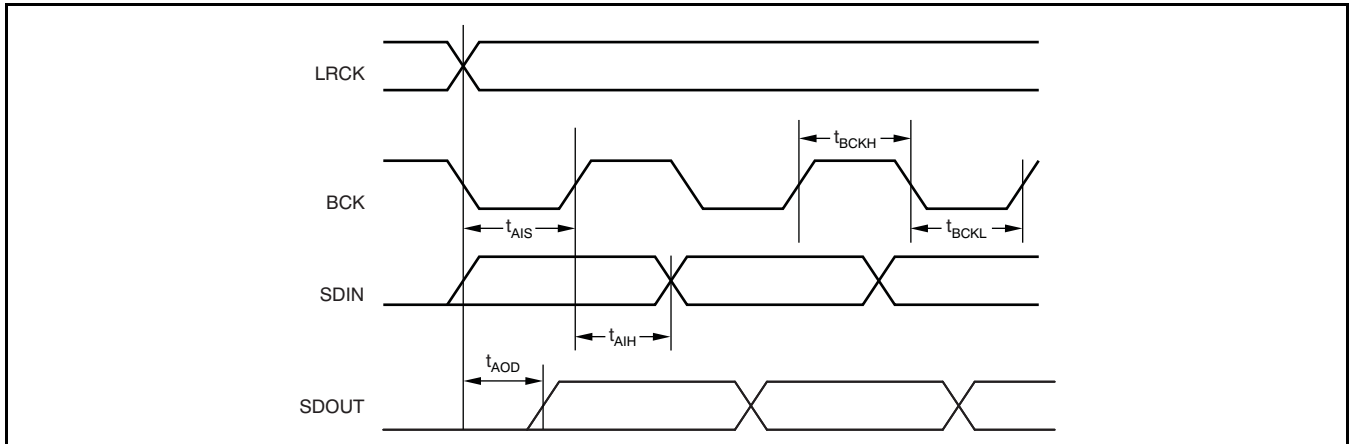 LRCK
t_BCKH
BCK
t_AIS
t_BCKL
SDIN
t_AIH
t_AOD
SDOUT